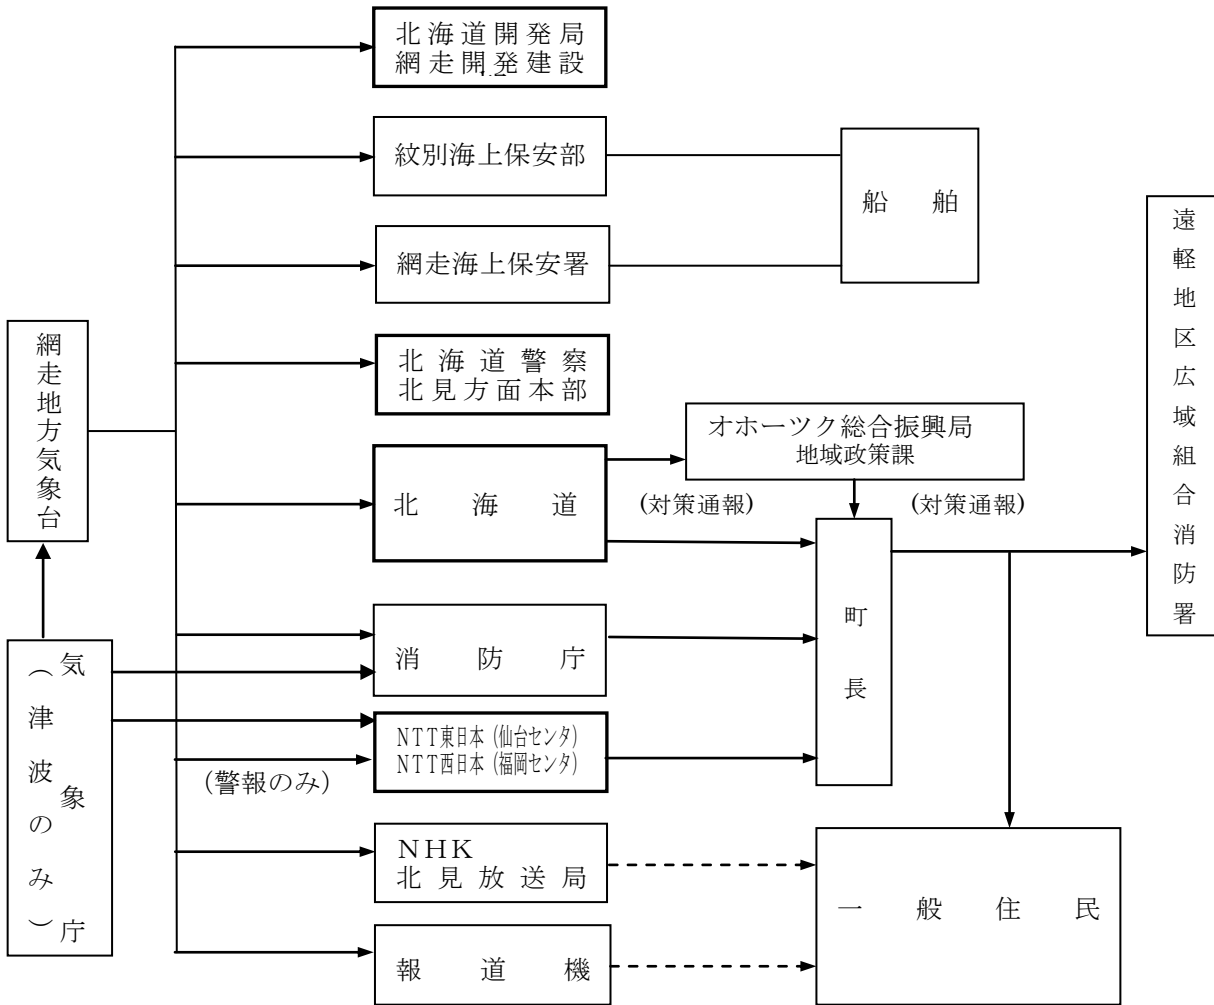 北海道開発局
網走開発建設
紋別海上保安部
船舶
網走海上保安署
遠軽地区広域組合消防署
網走地方気象台
北海道警察
北見方面本部
オホーツク総合振興局
地域政策課
北海道
(対策通報)
(対策通報)
町長
気象庁
（津波のみ）
消防庁
NTT東日本（仙台センタ）
NTT西日本（福岡センタ）
（警報のみ）
NHK
北見放送局
一般住民
報道機